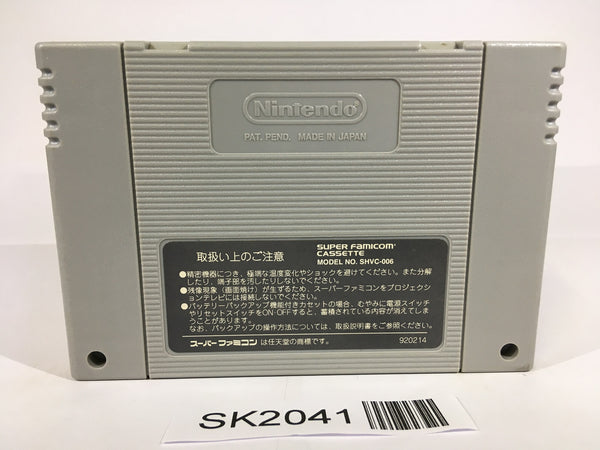 Nintendo
PAT. PEND. MADE IN JAPAN
取扱い上のご注意
SUPER FAMICOM
CASSETTE
MODEL NO. SHVC-006
●精密機器につき、極端な温度変化やショックを避けてください。また分解
したり、端子部を汚したりしないでください。
●残像現象（画面焼け）が生ずるため、スーパーファミコンをプロジェクシ
ョンテレビには接続しないでください。
●バッテリーバックアップ機能付きカセットの場合、むやみに電源スイッチ
やリセットスイッチをON・OFFすると、蓄積されている内容が消えてしま
うことがあります。
なお、バックアップの操作方法については、取扱説明書をご参照ください。
スーパーファミコン は任天堂の商標です。
920214
SK2041